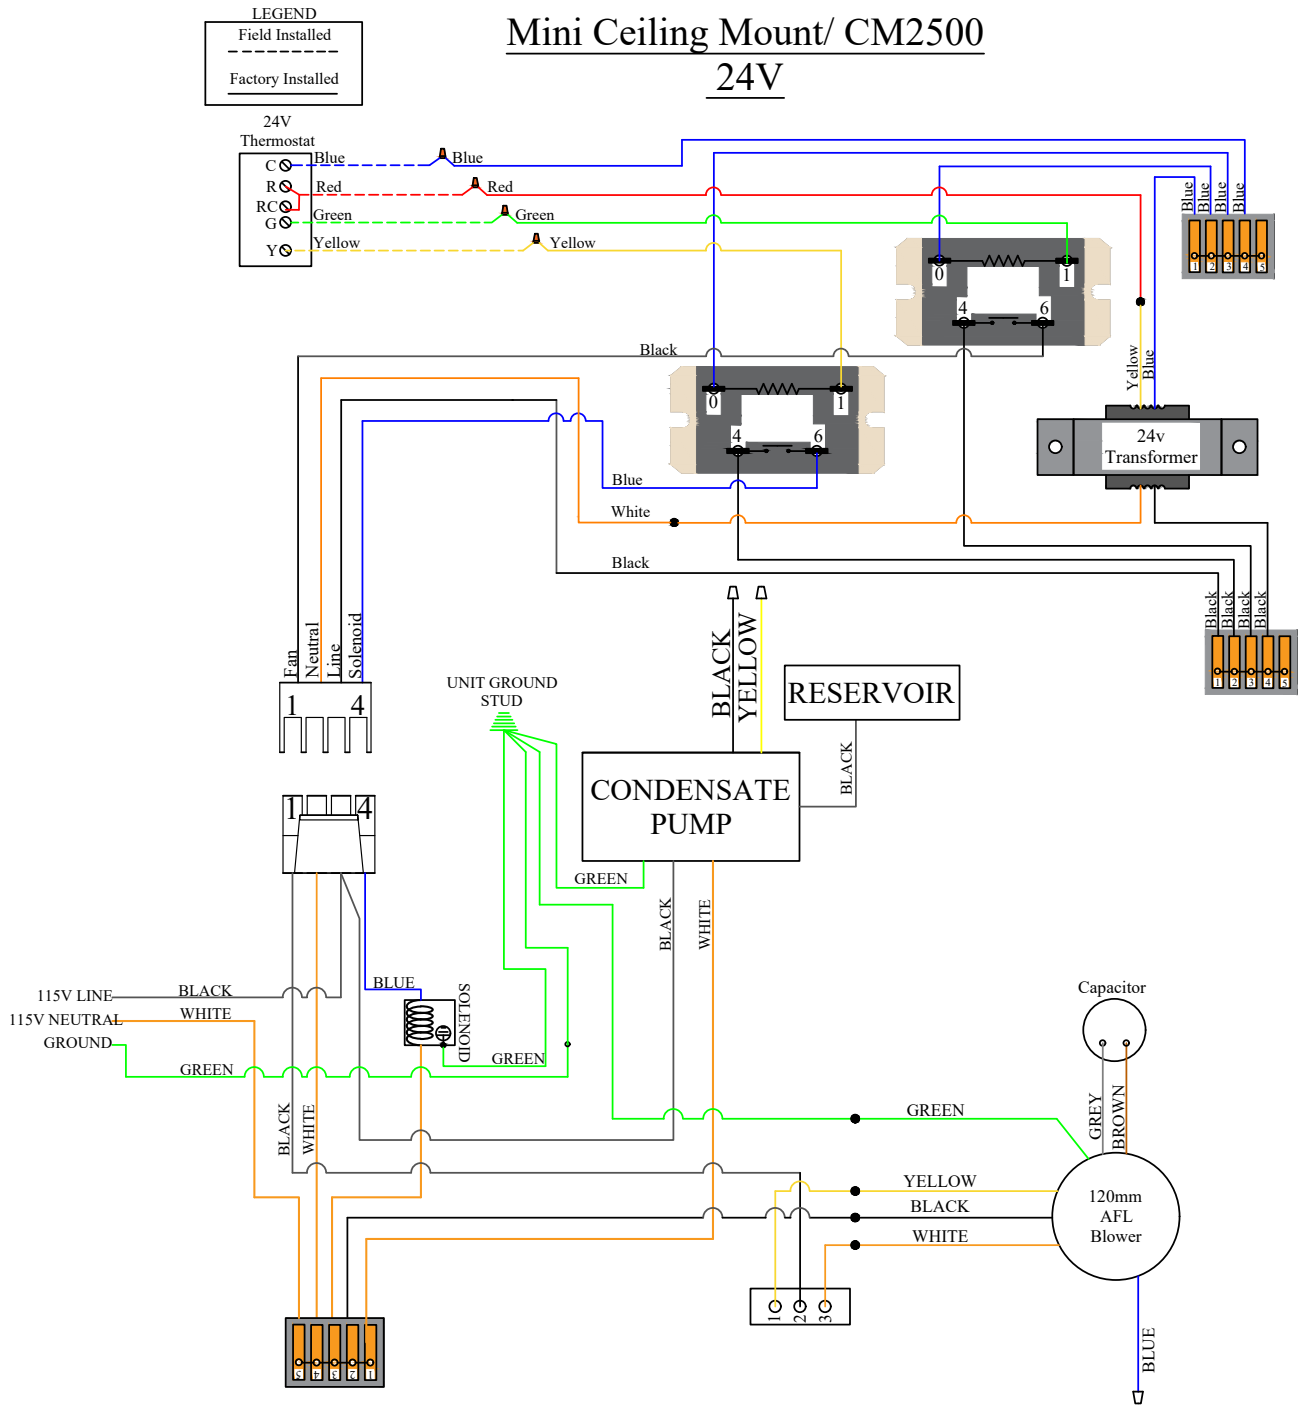 LEGEND
Field Installed
Factory Installed
Mini Ceiling Mount/ CM2500
24V
24V
Thermostat
C
Blue
Blue
R
Red
Red
RC
G
Green
Green
Y
Yellow
Yellow
Blue
Blue
Blue
Blue
1
2
3
4
5
0
1
4
6
Black
Yellow
Blue
0
1
4
6
24v
Transformer
Blue
White
Black
Black
Black
Black
Black
1
2
3
4
5
Fan
Neutral
Line
Solenoid
1
4
BLACK
YELLOW
UNIT GROUND
STUD
RESERVOIR
BLACK
CONDENSATE
PUMP
1
4
GREEN
BLACK
WHITE
115V LINE
BLACK
BLUE
SOLENOID
115V NEUTRAL
WHITE
GROUND
GREEN
GREEN
Capacitor
GREY
BROWN
BLACK
WHITE
GREEN
YELLOW
BLACK
WHITE
120mm
AFL
Blower
1
2
3
BLUE
5
4
3
2
1